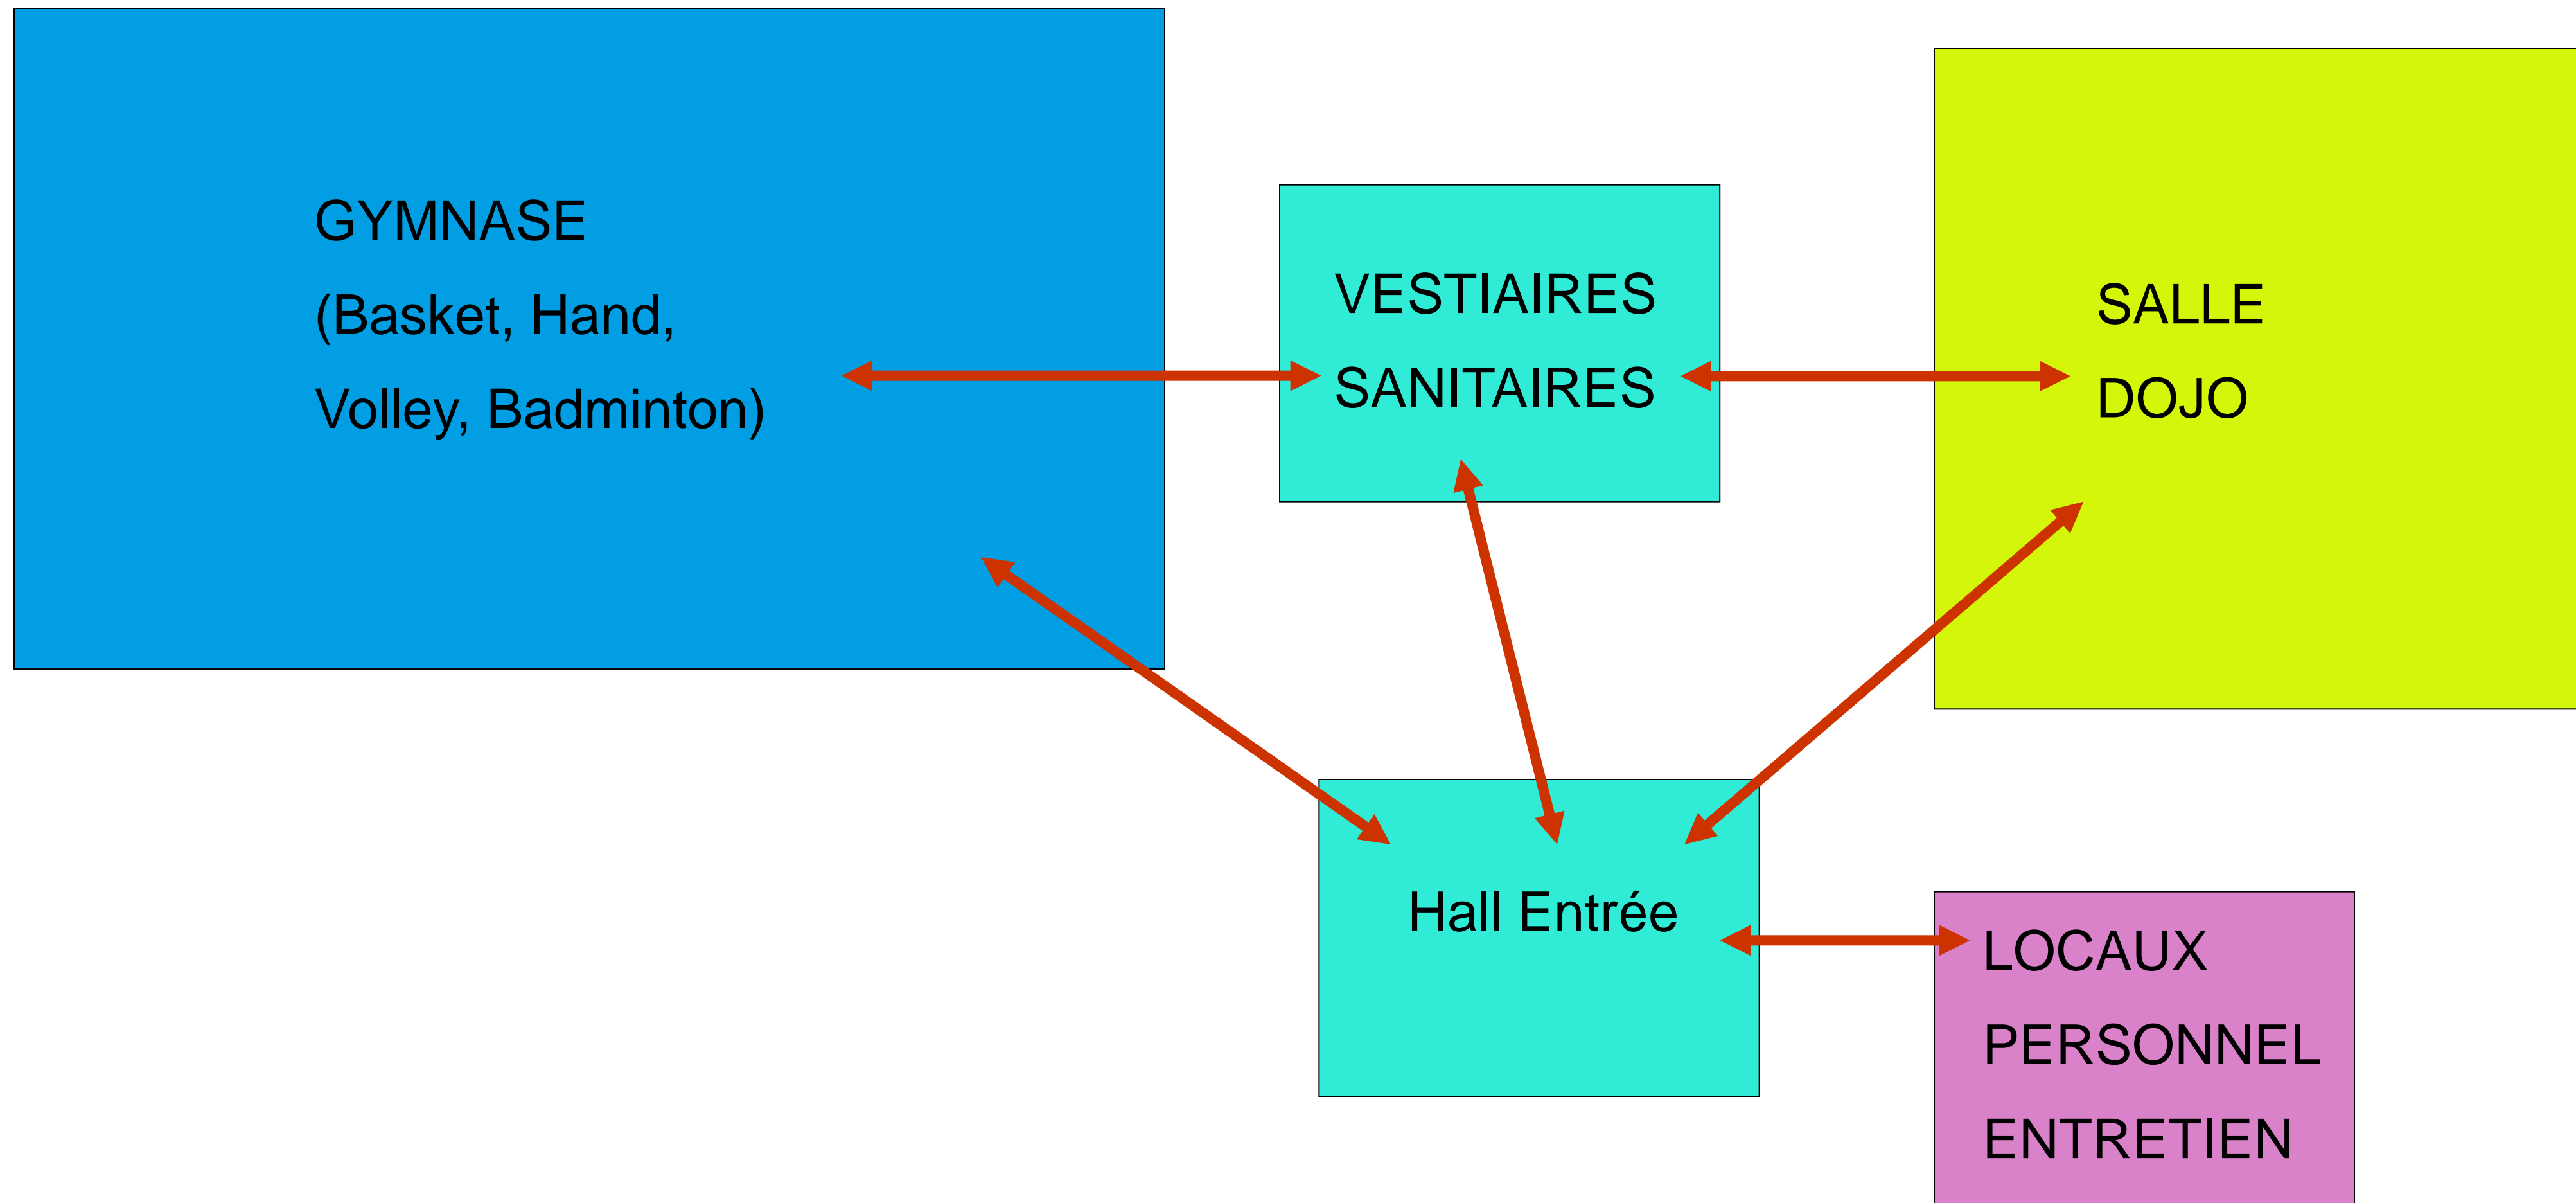 GYMNASE
(Basket, Hand,
Volley, Badminton)
VESTIAIRES
SANITAIRES
SALLE
DOJO
Hall Entrée
LOCAUX
PERSONNEL
ENTRETIEN